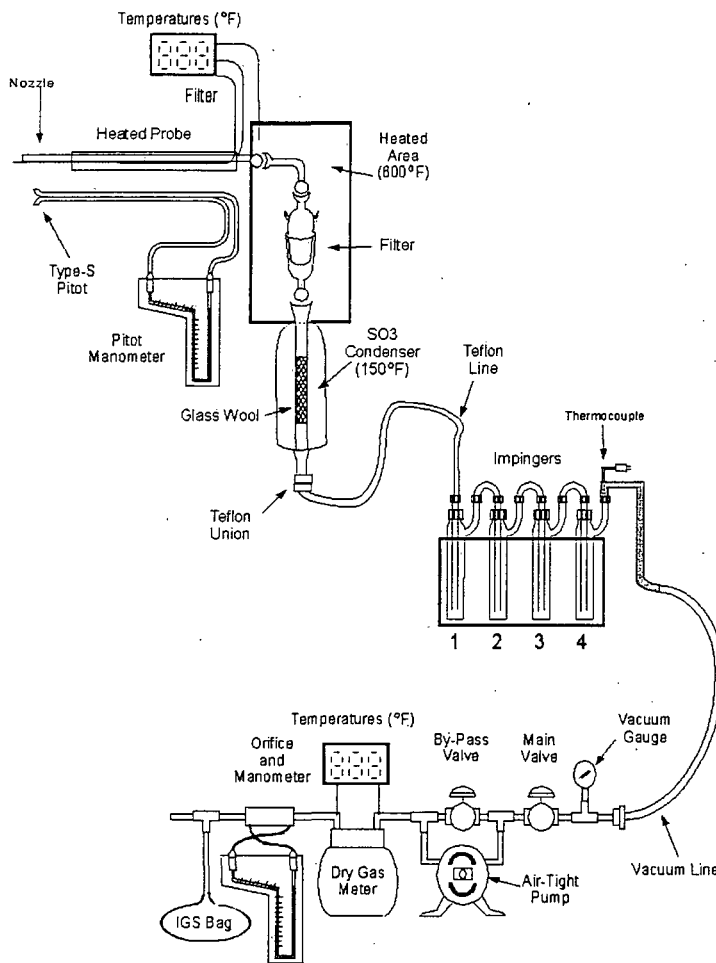 Temperatures (°F)
Nozzle
Filter
Heated Probe
Heated
Area
(600°F)
Filter
Type-S
Pitot
Pitot
Manometer
SO3
Condenser
(150°F)
Glass Wool
Teflon
Line
Thermocouple
Impingers
Teflon
Union
1 2 3 4
Temperatures (°F)
Orifice
and
Manometer
By-Pass
Valve
Main
Valve
Vacuum
Gauge
Dry Gas
Meter
Air-Tight
Pump
Vacuum Line
IGS Bag